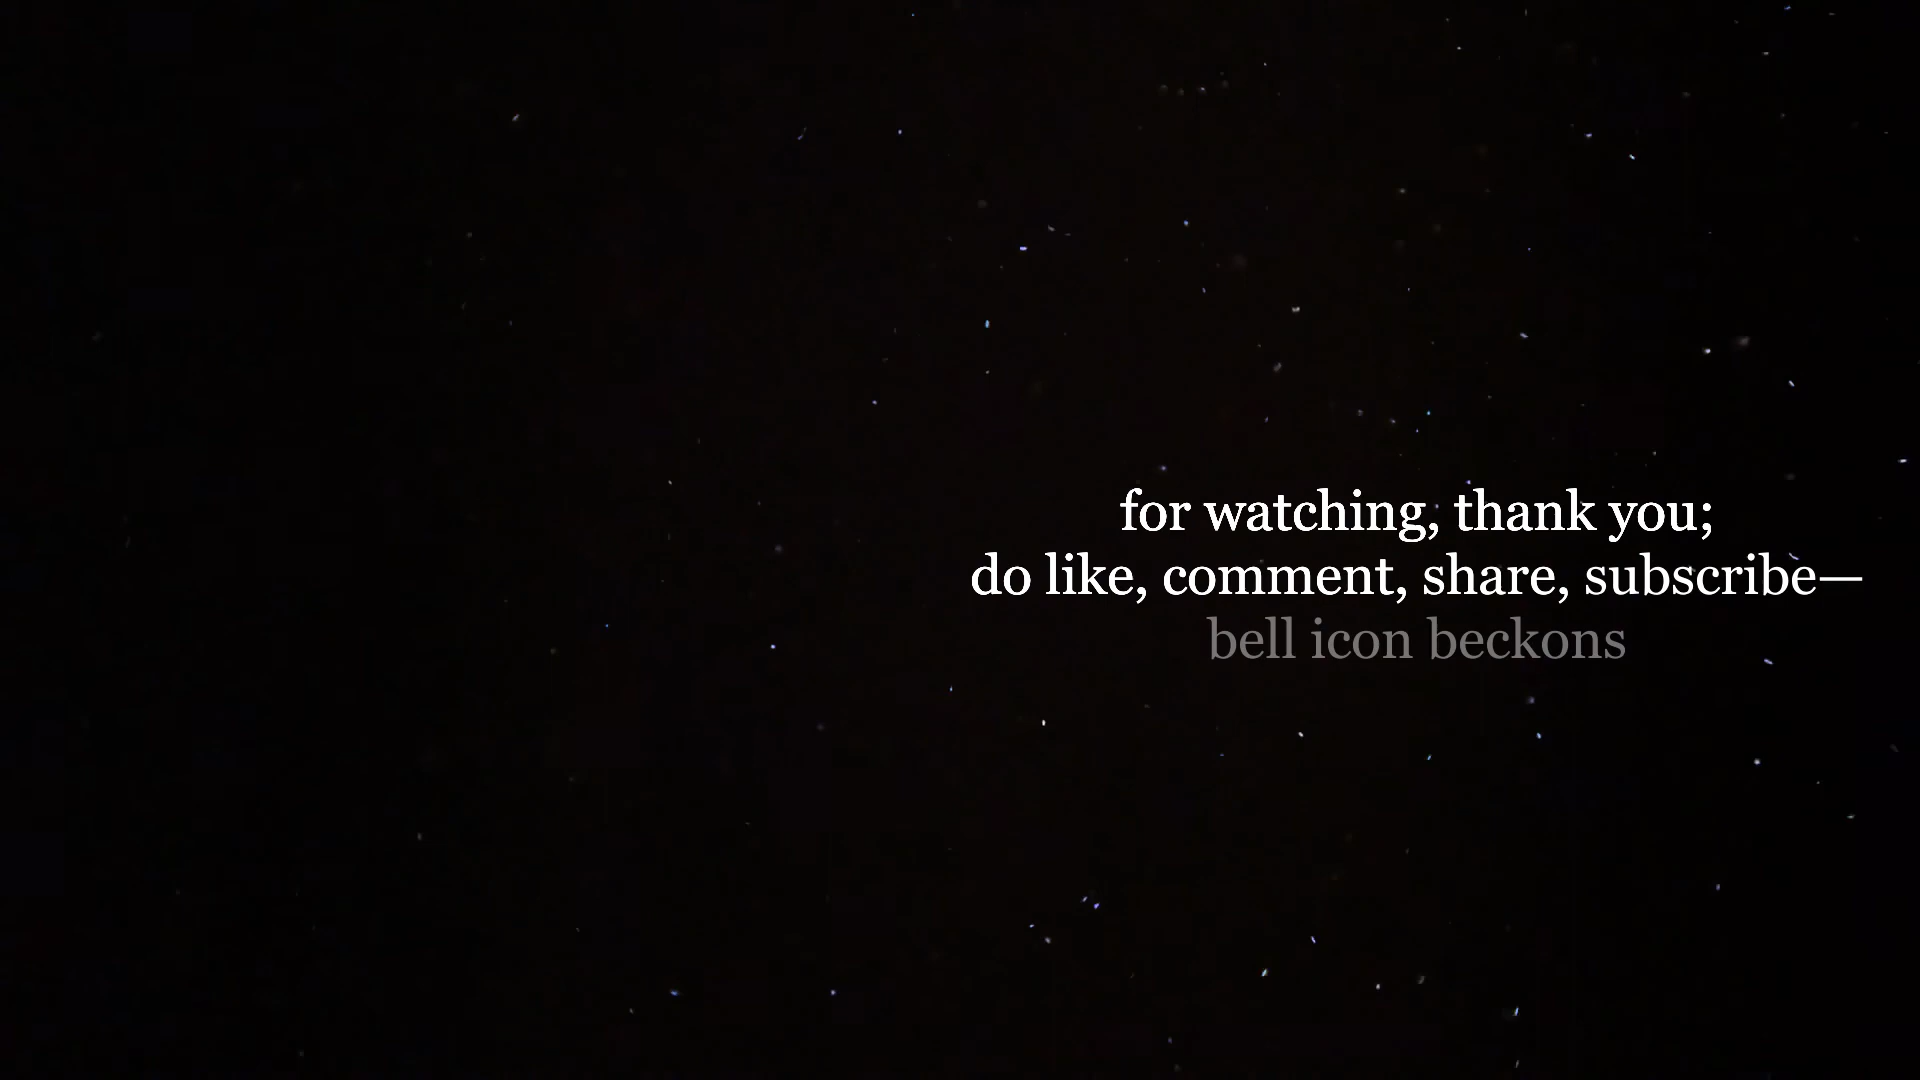 for watching, thank you;
do like, comment, share, subscribe—
bell icon beckons